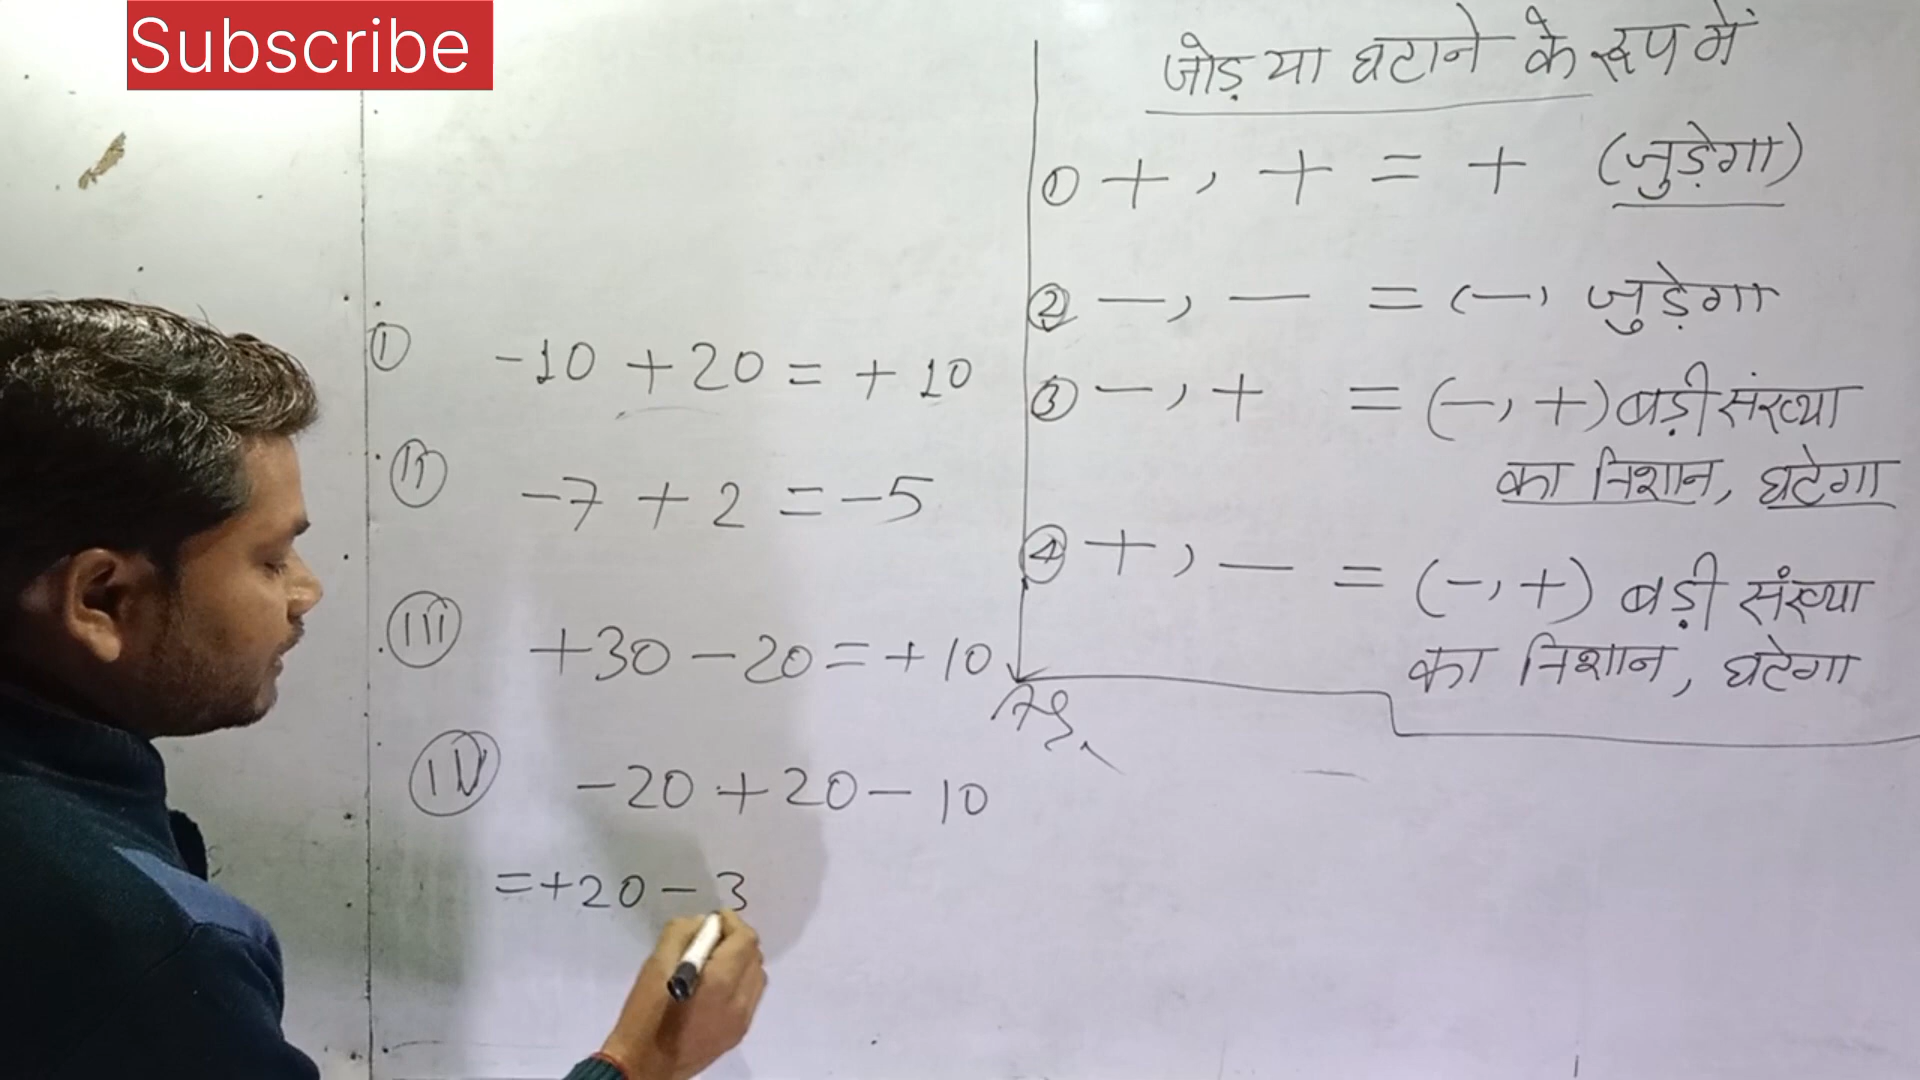 Subscribe
① -10 + 20 = + 10
(ii) -7 + 2 = -5
(iii) +30 - 20 = + 10
(iv) -20 + 20 - 10
= +20 - 3
जोड़ या घटाने के रूप में
① +, + = + (जुड़ेगा)
② -, - = (-, जुड़ेगा
③ -, + = (-, +) बड़ी संख्या
का निशान, घटेगा
④ +, - = (-, +) बड़ी संख्या
का निशान, घटेगा